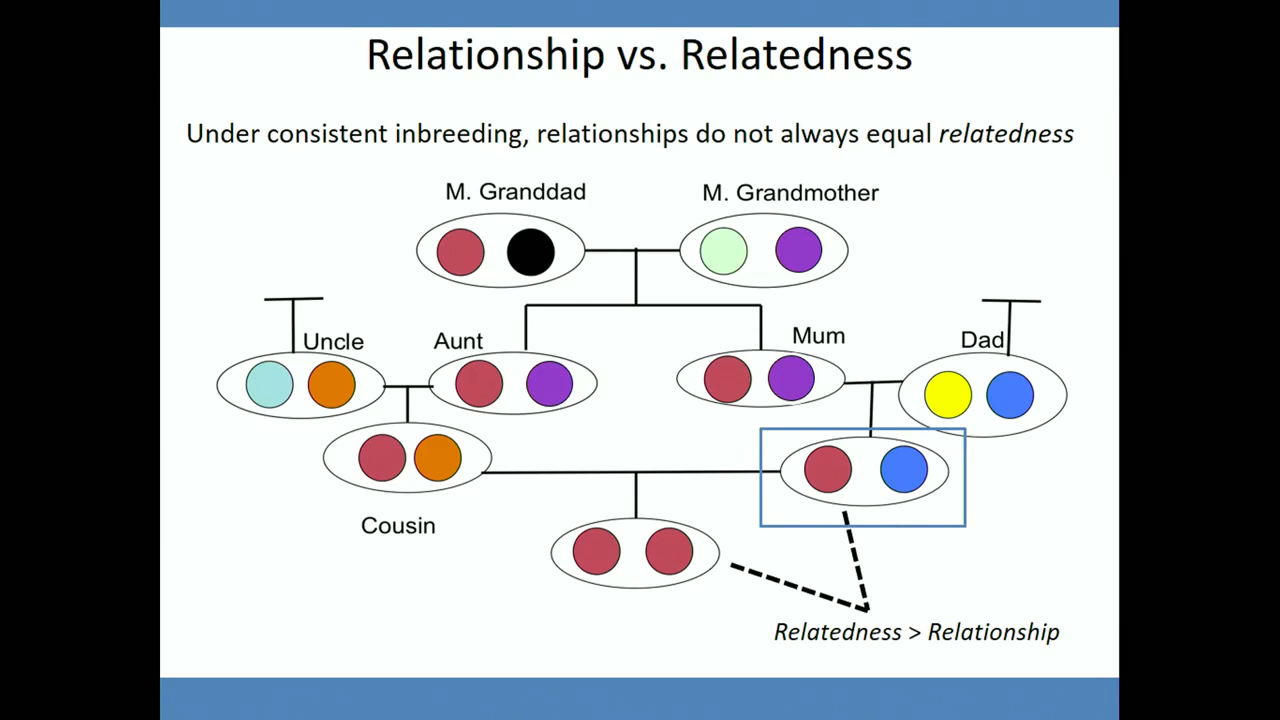 Relationship vs. Relatedness
Under consistent inbreeding, relationships do not always equal relatedness
M. Granddad
M. Grandmother
Uncle
Aunt
Mum
Dad
Cousin
Relatedness > Relationship